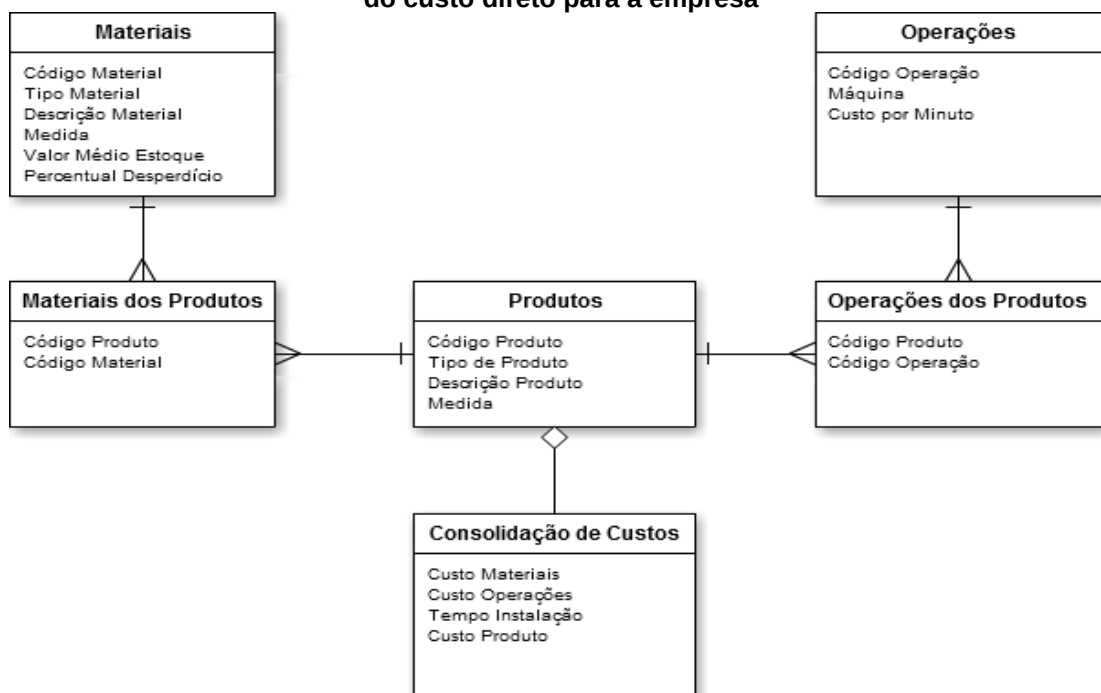 do custo direto para a empresa
Materiais
Código Material
Tipo Material
Descrição Material
Medida
Valor Médio Estoque
Percentual Desperdício
Operações
Código Operação
Máquina
Custo por Minuto
Materiais dos Produtos
Código Produto
Código Material
Produtos
Código Produto
Tipo de Produto
Descrição Produto
Medida
Operações dos Produtos
Código Produto
Código Operação
Consolidação de Custos
Custo Materiais
Custo Operações
Tempo Instalação
Custo Produto